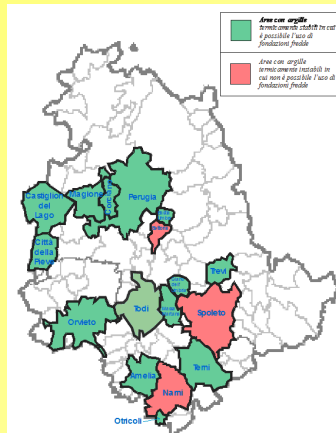 Aree con argille
termicamente stabili in cui
è possibile l'uso di
fondazioni fredde
Aree con argille
termicamente instabili in
cui non è possibile l'uso di
fondazioni fredde
Castiglion
del
Lago
Magione
Corciano
Perugia
Città
della
Pieve
Trevi
Todi
Orvieto
Spoleto
Terni
Amelia
Narni
Otricoli